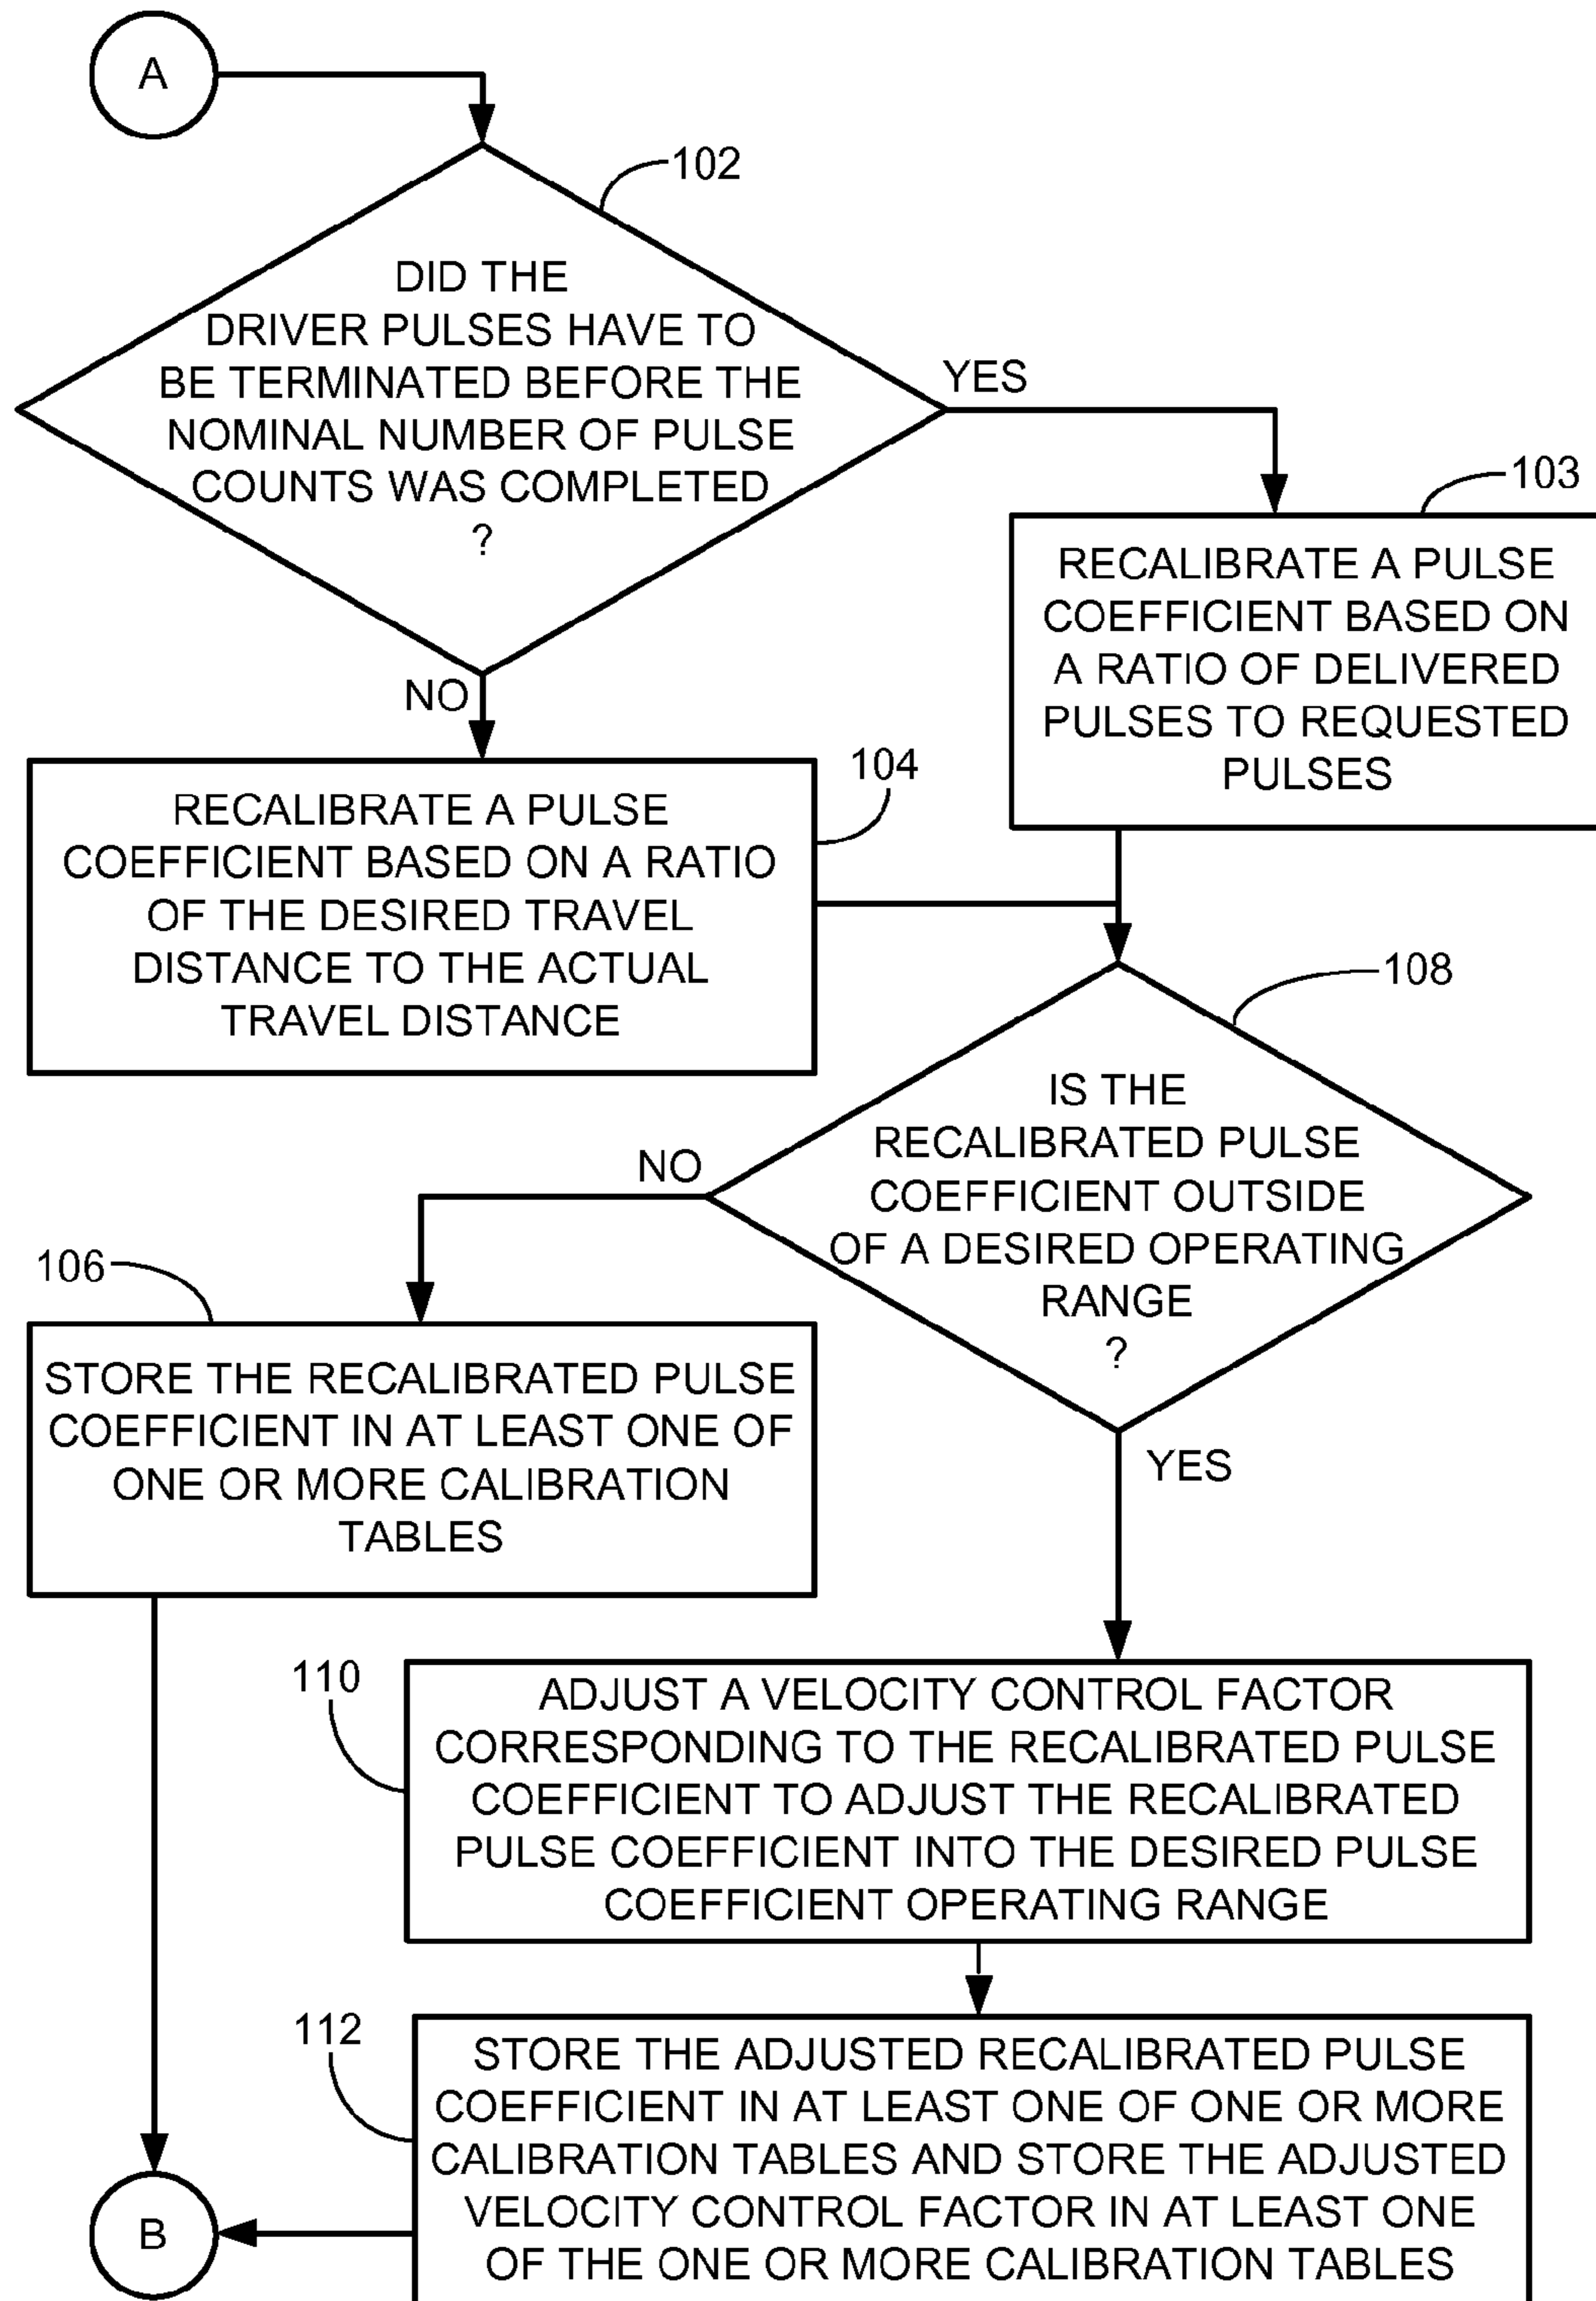 A
102
DID THE
DRIVER PULSES HAVE TO
BE TERMINATED BEFORE THE
NOMINAL NUMBER OF PULSE
COUNTS WAS COMPLETED
?
YES
NO
103
RECALIBRATE A PULSE
COEFFICIENT BASED ON
A RATIO OF DELIVERED
PULSES TO REQUESTED
PULSES
104
RECALIBRATE A PULSE
COEFFICIENT BASED ON A RATIO
OF THE DESIRED TRAVEL
DISTANCE TO THE ACTUAL
TRAVEL DISTANCE
108
IS THE
RECALIBRATED PULSE
COEFFICIENT OUTSIDE
OF A DESIRED OPERATING
RANGE
?
NO
YES
106
STORE THE RECALIBRATED PULSE
COEFFICIENT IN AT LEAST ONE OF
ONE OR MORE CALIBRATION
TABLES
110
ADJUST A VELOCITY CONTROL FACTOR
CORRESPONDING TO THE RECALIBRATED PULSE
COEFFICIENT TO ADJUST THE RECALIBRATED
PULSE COEFFICIENT INTO THE DESIRED PULSE
COEFFICIENT OPERATING RANGE
112
STORE THE ADJUSTED RECALIBRATED PULSE
COEFFICIENT IN AT LEAST ONE OF ONE OR MORE
CALIBRATION TABLES AND STORE THE ADJUSTED
VELOCITY CONTROL FACTOR IN AT LEAST ONE
OF THE ONE OR MORE CALIBRATION TABLES
B